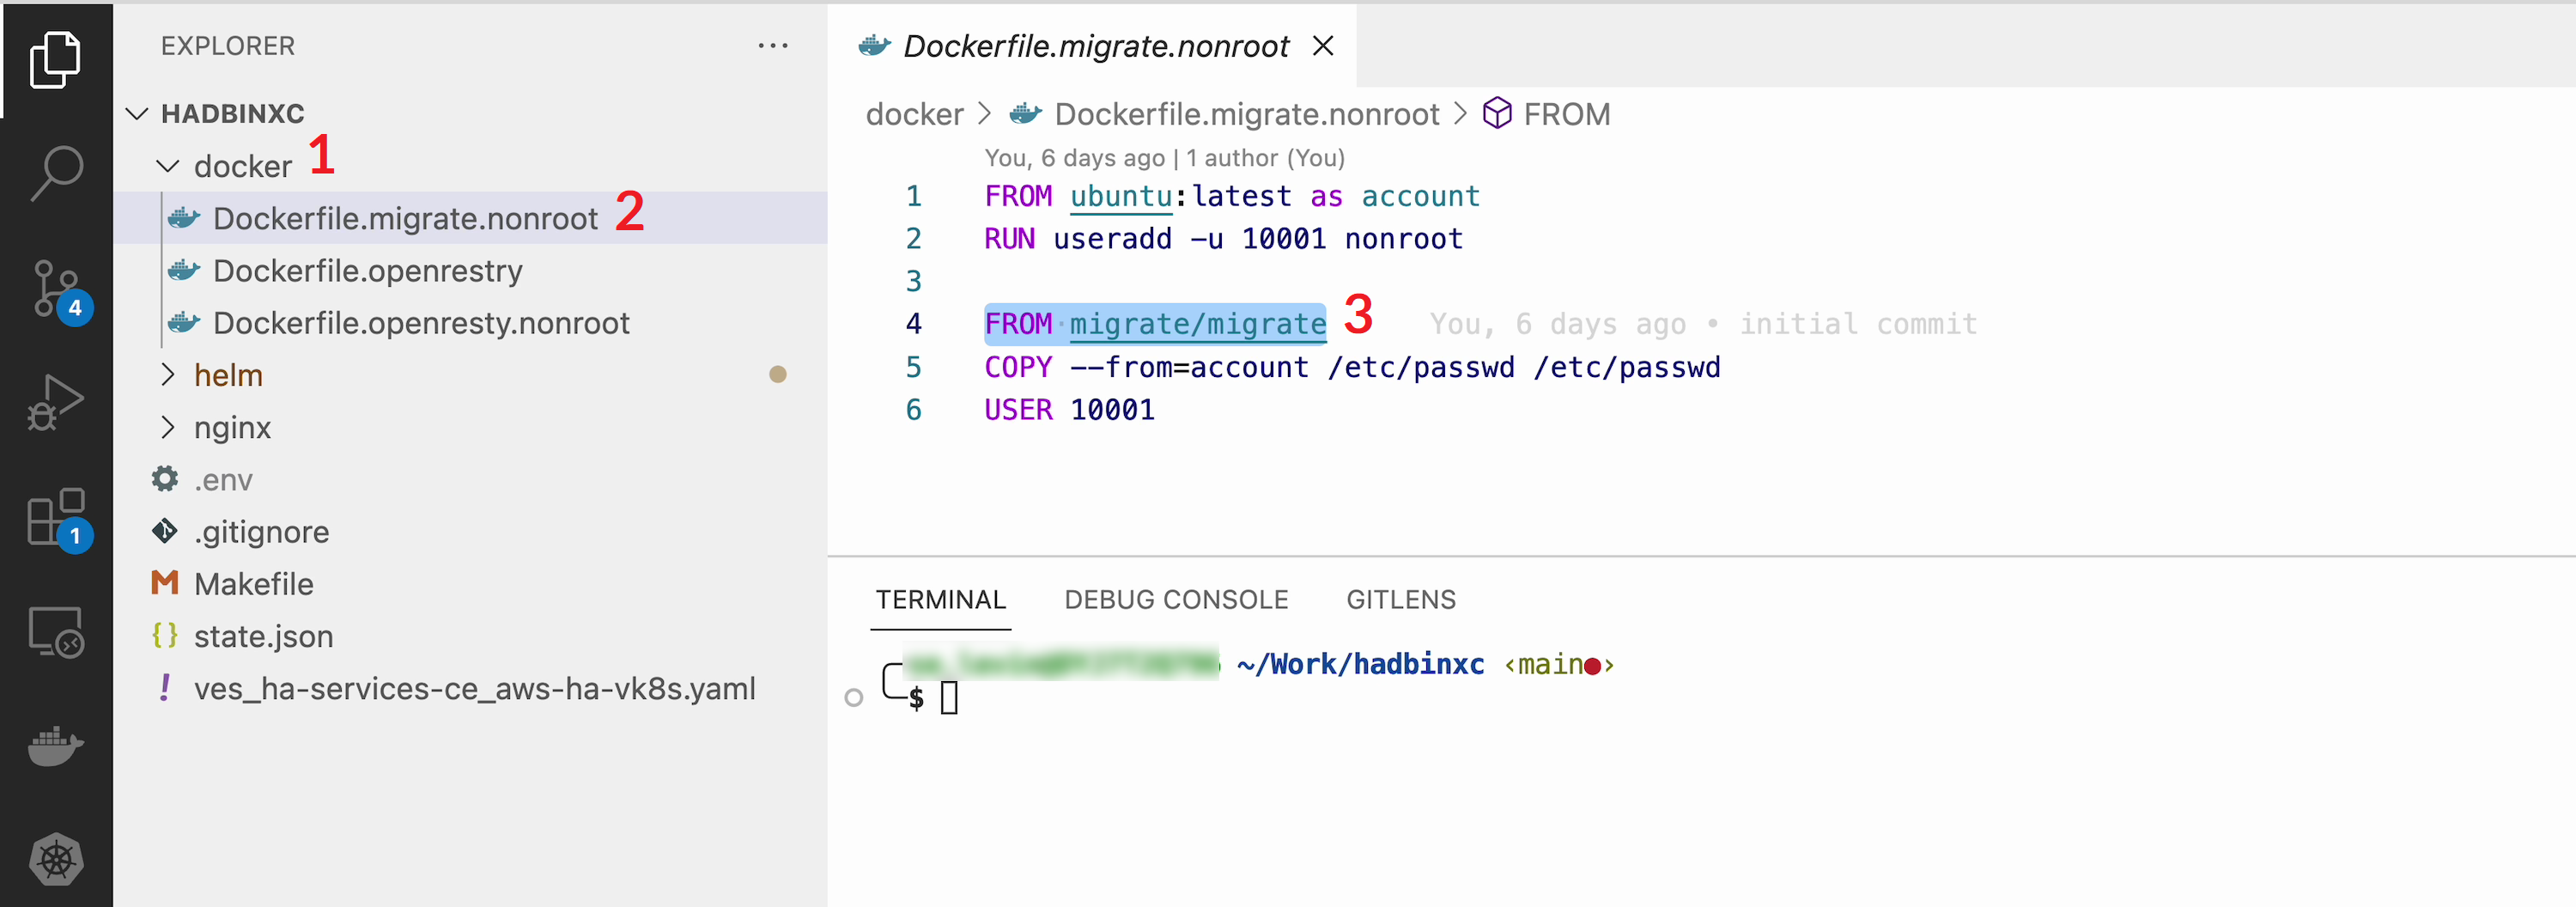 EXPLORER ...
HADBINXC
docker 1
Dockerfile.migrate.nonroot 2
Dockerfile.openrestry
Dockerfile.openresty.nonroot
helm
nginx
.env
.gitignore
Makefile
state.json
ves_ha-services-ce_aws-ha-vk8s.yaml
4
1
Dockerfile.migrate.nonroot
docker > Dockerfile.migrate.nonroot > FROM
You, 6 days ago | 1 author (You)
1 FROM ubuntu:latest as account
2 RUN useradd -u 10001 nonroot
3
4 FROM migrate/migrate 3 You, 6 days ago • initial commit
5 COPY --from=account /etc/passwd /etc/passwd
6 USER 10001
TERMINAL DEBUG CONSOLE GITLENS
~/Work/hadbinxc ‹main●›
$